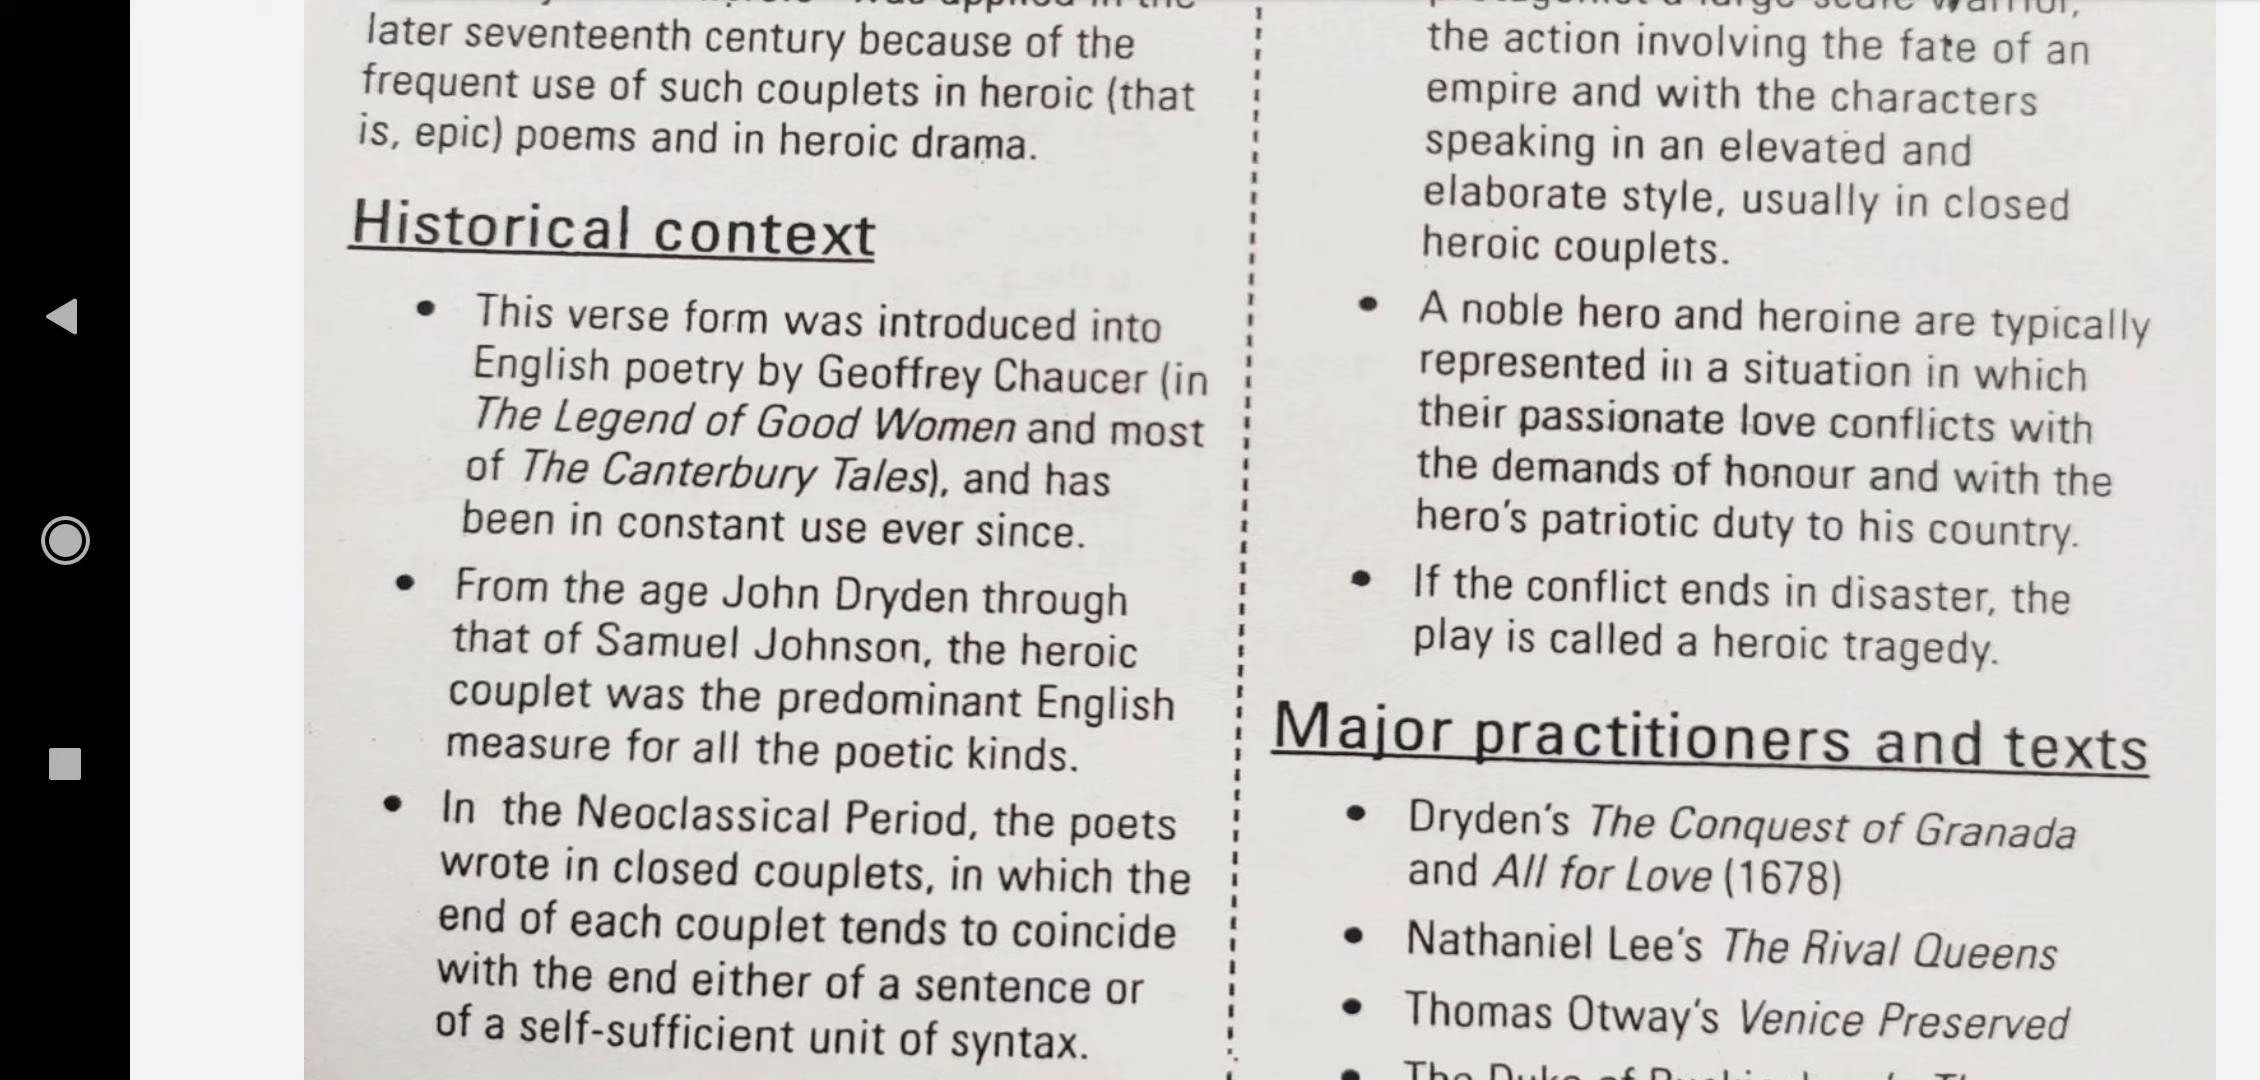 later seventeenth century because of the
frequent use of such couplets in heroic (that
is, epic) poems and in heroic drama.
Historical context
• This verse form was introduced into
English poetry by Geoffrey Chaucer (in
The Legend of Good Women and most
of The Canterbury Tales), and has
been in constant use ever since.
• From the age John Dryden through
that of Samuel Johnson, the heroic
couplet was the predominant English
measure for all the poetic kinds.
• In the Neoclassical Period, the poets
wrote in closed couplets, in which the
end of each couplet tends to coincide
with the end either of a sentence or
of a self-sufficient unit of syntax.
the action involving the fate of an
empire and with the characters
speaking in an elevated and
elaborate style, usually in closed
heroic couplets.
• A noble hero and heroine are typically
represented in a situation in which
their passionate love conflicts with
the demands of honour and with the
hero's patriotic duty to his country.
• If the conflict ends in disaster, the
play is called a heroic tragedy.
Major practitioners and texts
• Dryden's The Conquest of Granada
and All for Love (1678)
• Nathaniel Lee's The Rival Queens
• Thomas Otway's Venice Preserved